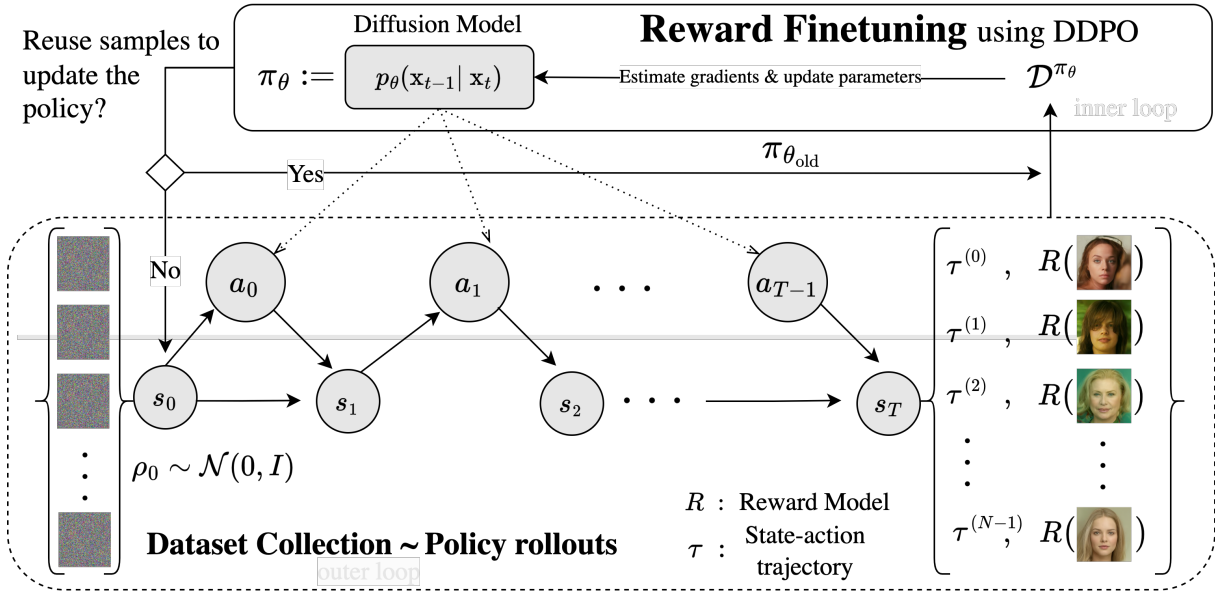 Diffusion Model
Reward Finetuning using DDPO
Reuse samples to
update the
policy?
π_θ := p_θ(x_{t−1}| x_t)
Estimate gradients & update parameters
𝒟^{π_θ}
inner loop
π_{θ_old}
Yes
No
a_0
a_1
. . .
a_{T−1}
s_0
s_1
s_2
. . .
s_T
τ^{(0)} , R( )
τ^{(1)} , R( )
τ^{(2)} , R( )
τ^{(N−1)} , R( )
ρ_0 ∼ 𝒩(0, I)
R : Reward Model
τ : State-action
trajectory
Dataset Collection ~ Policy rollouts
outer loop